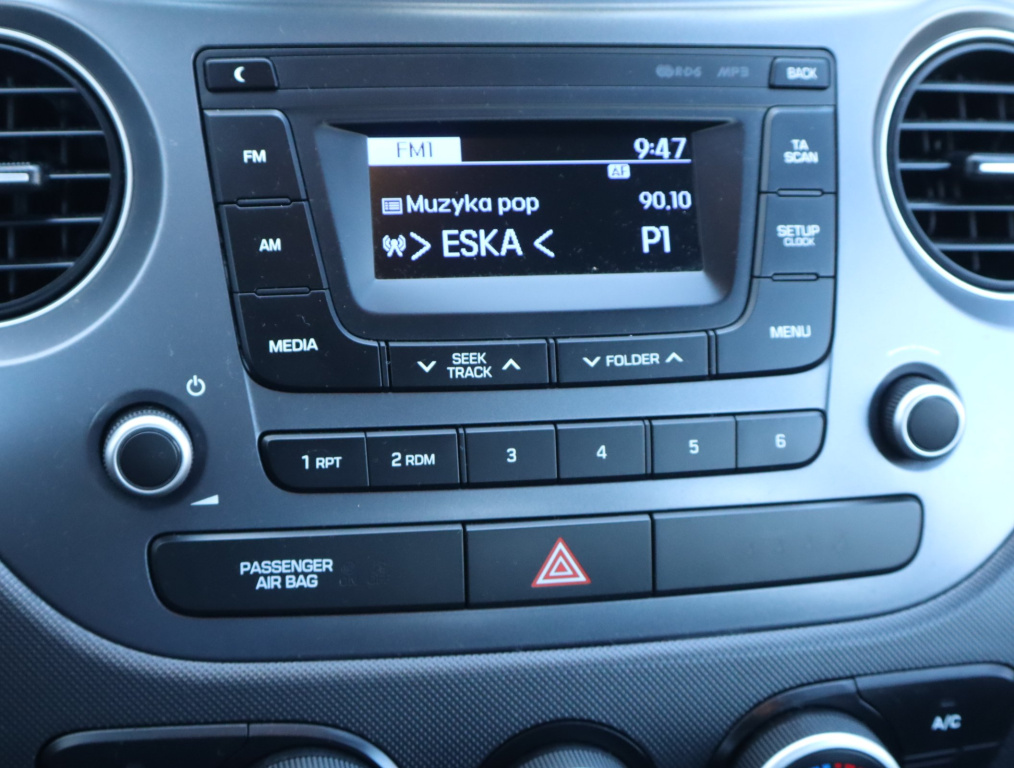 RDS MP3 BACK
FM
FM1 9:47
AF
TA
SCAN
Muzyka pop 90.10
AM
> ESKA < P1
SETUP
CLOCK
MEDIA
SEEK
TRACK
FOLDER
MENU
1 RPT 2 RDM 3 4 5 6
PASSENGER
AIR BAG
A/C